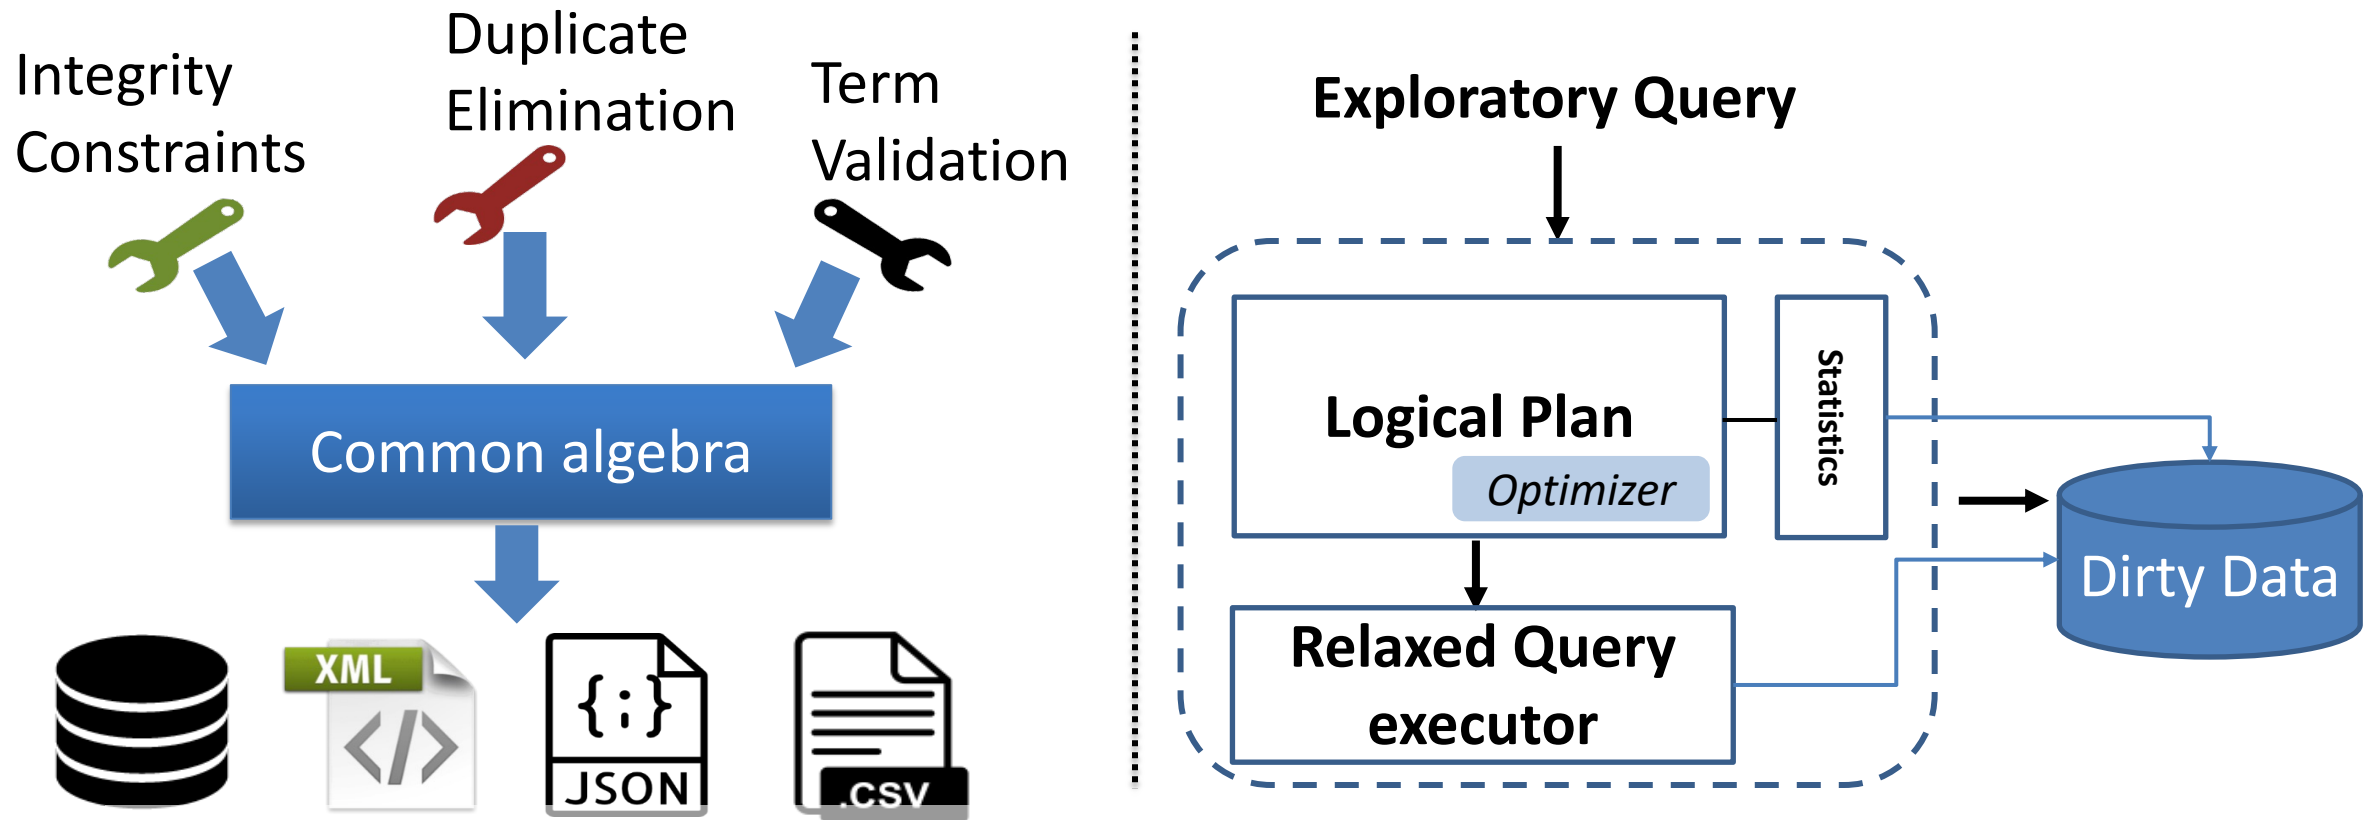 Integrity
Constraints
Duplicate
Elimination
Term
Validation
Common algebra
XML
</>
{;}
JSON
.CSV
Exploratory Query
Logical Plan
Optimizer
Statistics
Relaxed Query
executor
Dirty Data